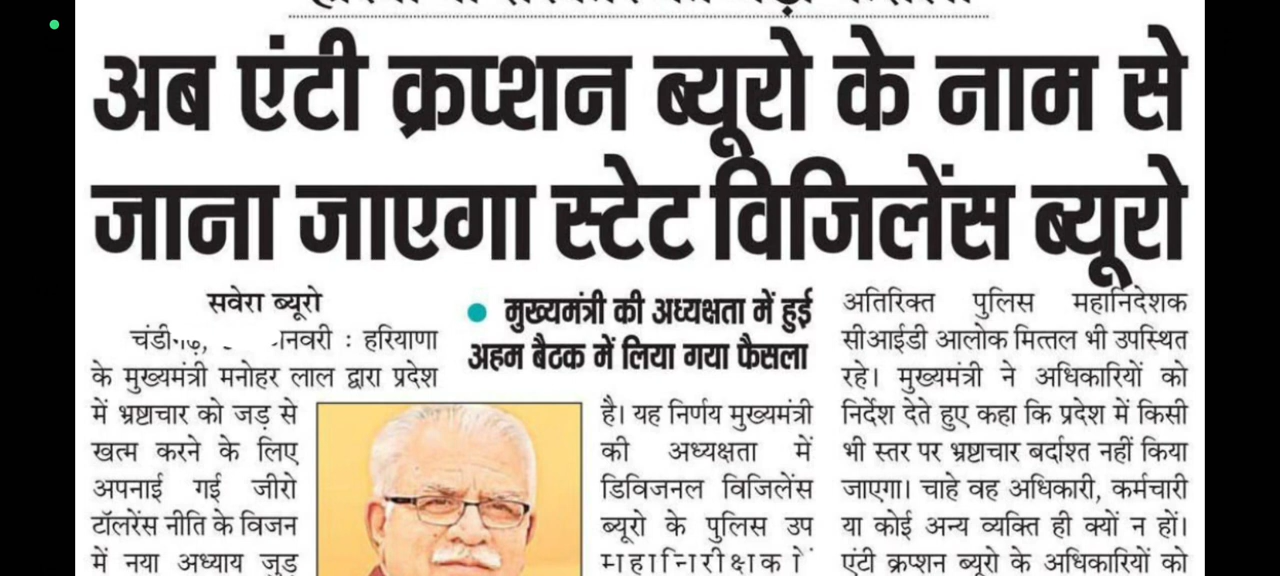 अब एंटी क्रप्शन ब्यूरो के नाम से
जाना जाएगा स्टेट विजिलेंस ब्यूरो
सवेरा ब्यूरो
नवरी : हरियाणा
के मुख्यमंत्री मनोहर लाल द्वारा प्रदेश
में भ्रष्टाचार को जड़ से
खत्म करने के लिए
अपनाई गई जीरो
टॉलरेंस नीति के विजन
में नया अध्याय जुड़
मुख्यमंत्री की अध्यक्षता में हुई
अहम बैठक में लिया गया फैसला
है। यह निर्णय मुख्यमंत्री
की अध्यक्षता में
डिविजनल विजिलेंस
ब्यूरो के पुलिस उप
अतिरिक्त पुलिस महानिदेशक
सीआईडी आलोक मित्तल भी उपस्थित
रहे। मुख्यमंत्री ने अधिकारियों को
निर्देश देते हुए कहा कि प्रदेश में किसी
भी स्तर पर भ्रष्टाचार बर्दाश्त नहीं किया
जाएगा। चाहे वह अधिकारी, कर्मचारी
या कोई अन्य व्यक्ति ही क्यों न हों।
एंटी क्रप्शन ब्यूरो के अधिकारियों को